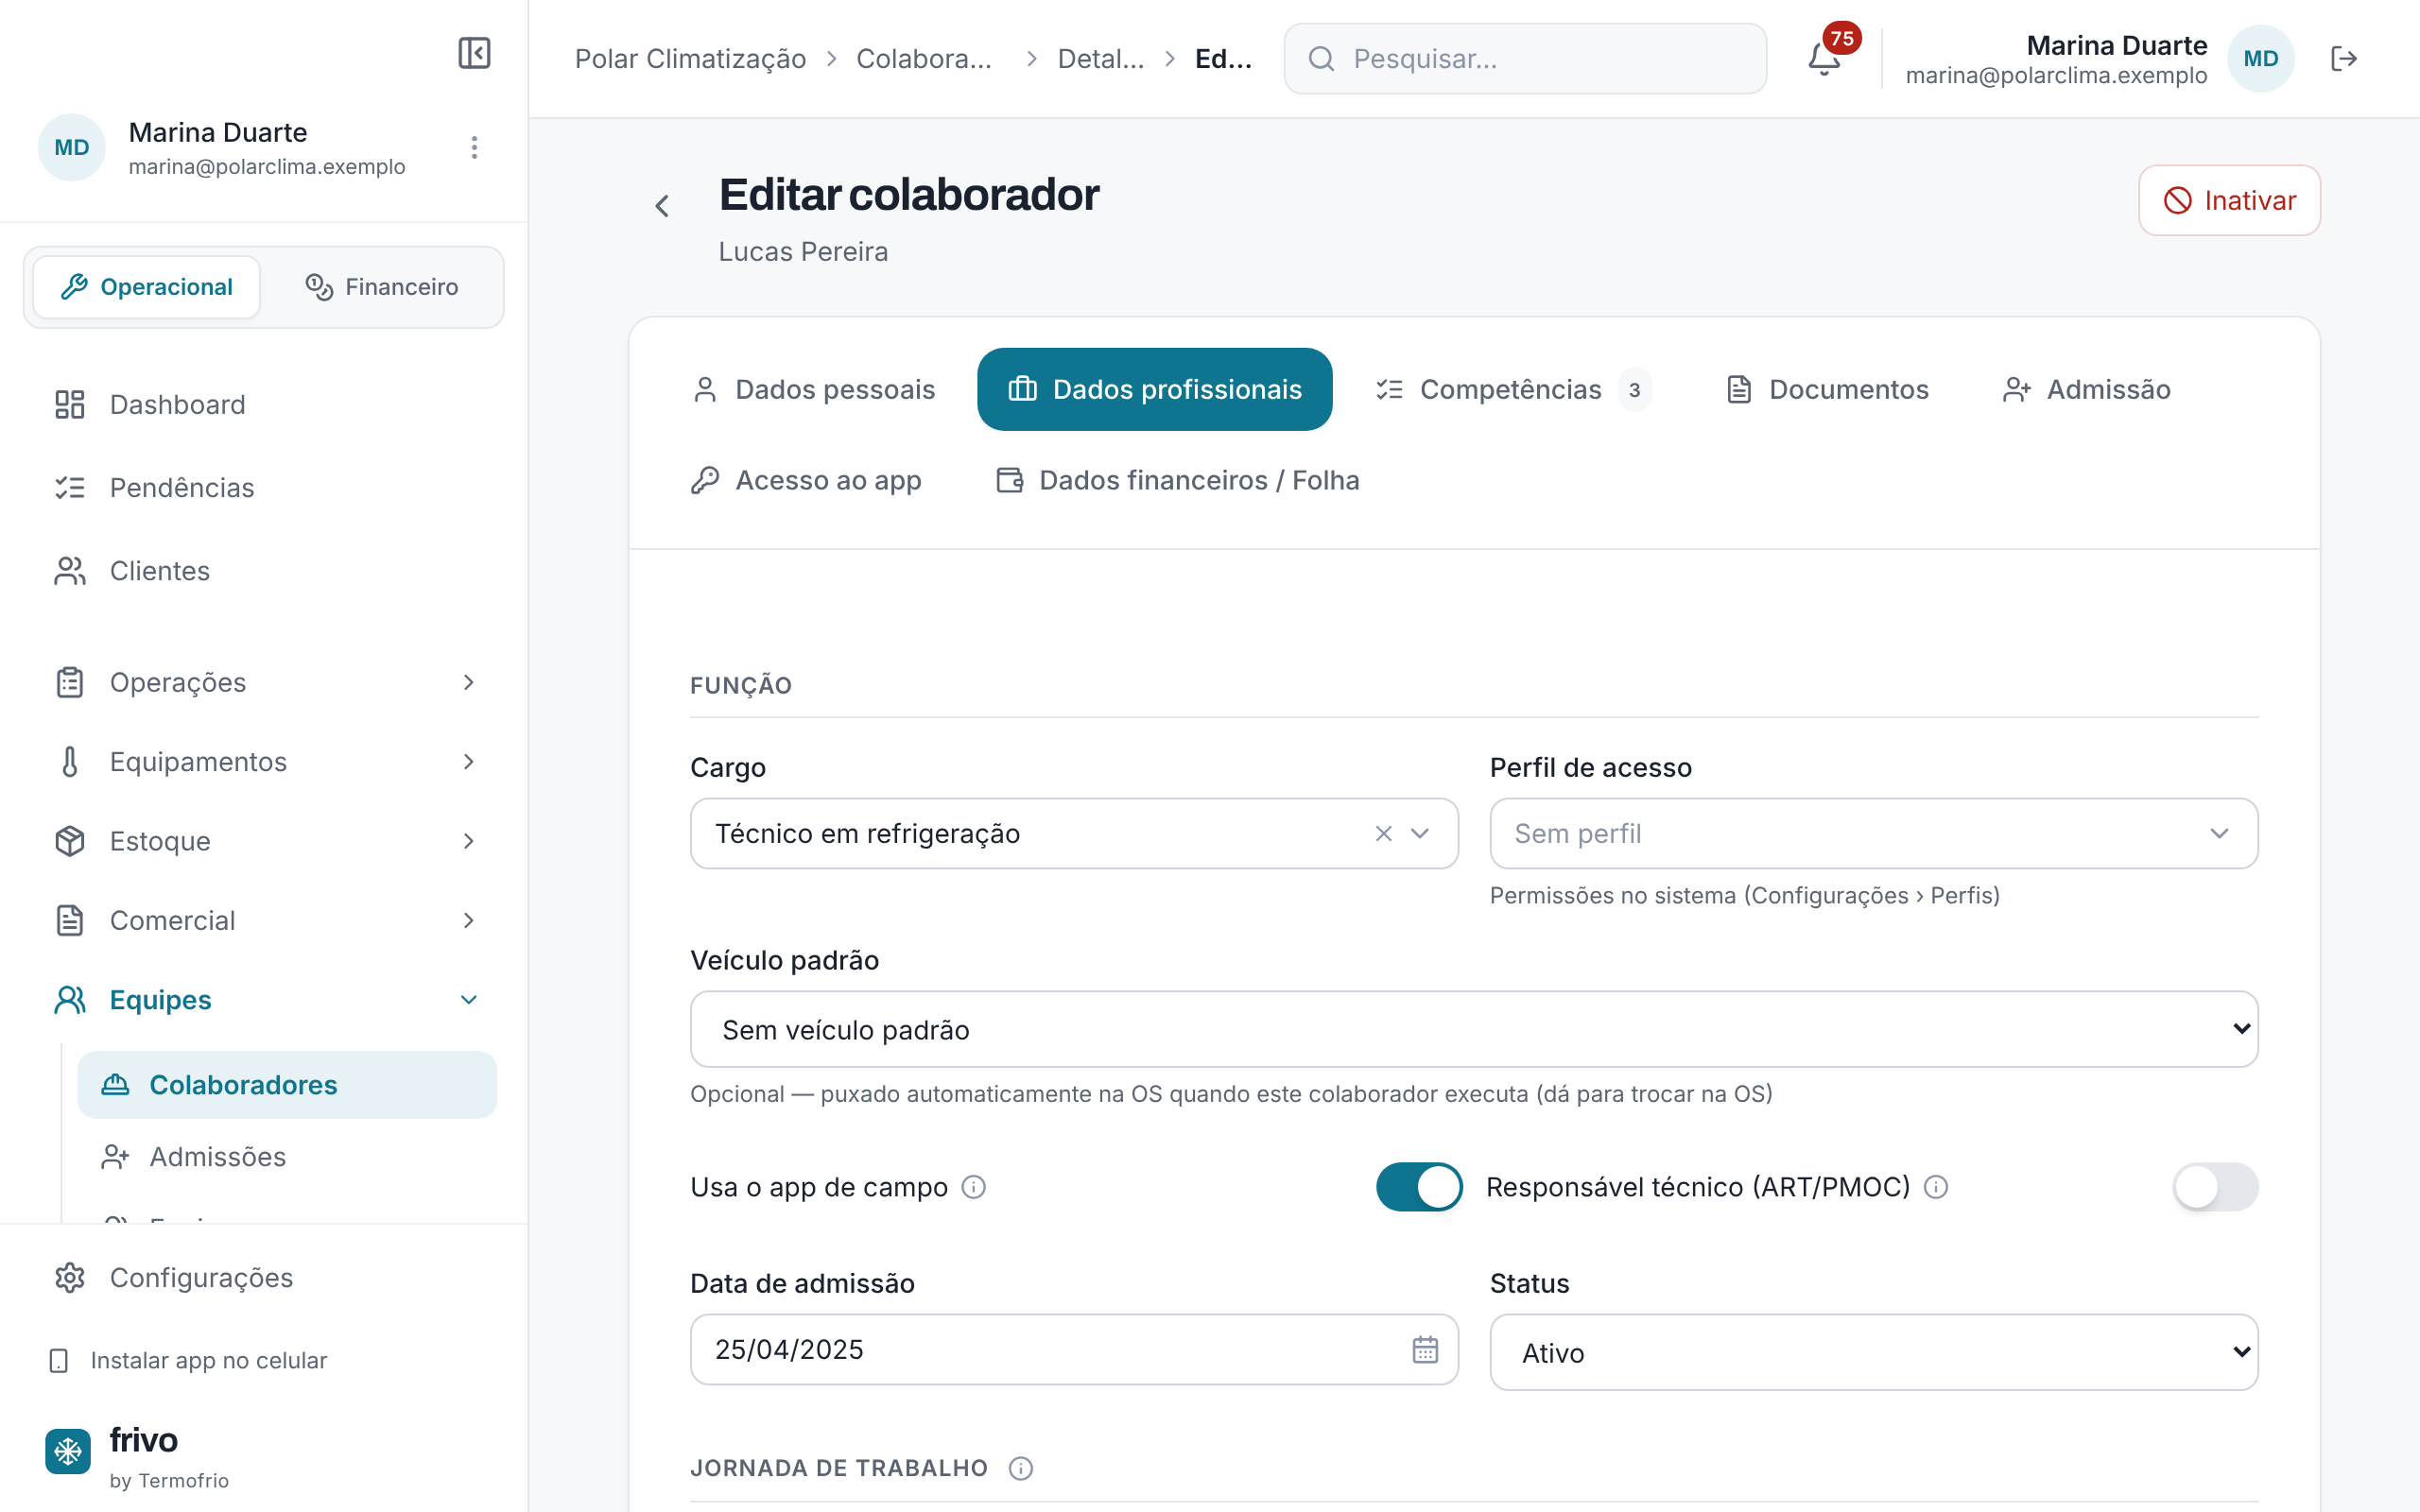 Polar Climatização > Colabora... > Detal... > Ed...
Pesquisar...
75
Marina Duarte
marina@polarclima.exemplo
MD
MD
Marina Duarte
marina@polarclima.exemplo
Operacional
Financeiro
Dashboard
Pendências
Clientes
Operações
Equipamentos
Estoque
Comercial
Equipes
Colaboradores
Admissões
Configurações
Instalar app no celular
frivo
by Termofrio
Editar colaborador
Lucas Pereira
Inativar
Dados pessoais
Dados profissionais
Competências 3
Documentos
Admissão
Acesso ao app
Dados financeiros / Folha
FUNÇÃO
Cargo
Técnico em refrigeração
Perfil de acesso
Sem perfil
Permissões no sistema (Configurações › Perfis)
Veículo padrão
Sem veículo padrão
Opcional — puxado automaticamente na OS quando este colaborador executa (dá para trocar na OS)
Usa o app de campo
Responsável técnico (ART/PMOC)
Data de admissão
25/04/2025
Status
Ativo
JORNADA DE TRABALHO